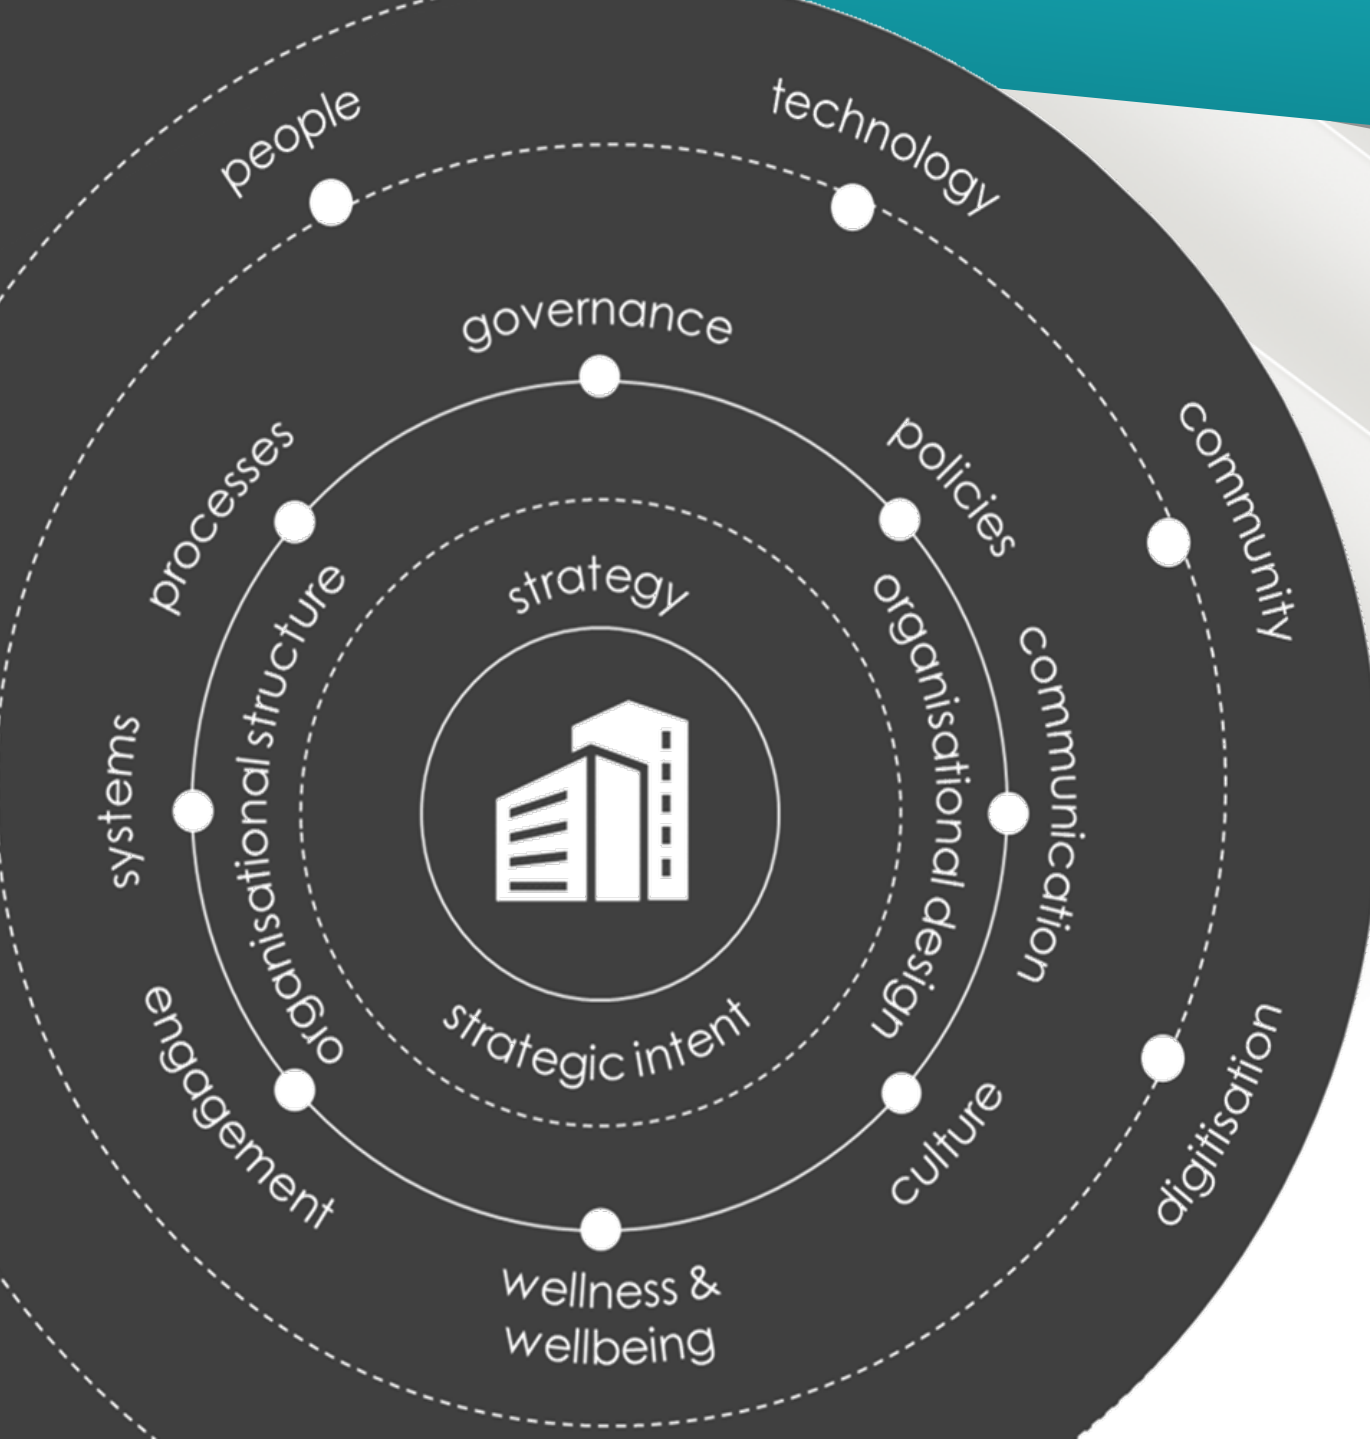 people
technology
governance
community
processes
policies
strategy
organisational structure
organisational design
communication
systems
strategic intent
engagement
culture
digitisation
wellness &
wellbeing